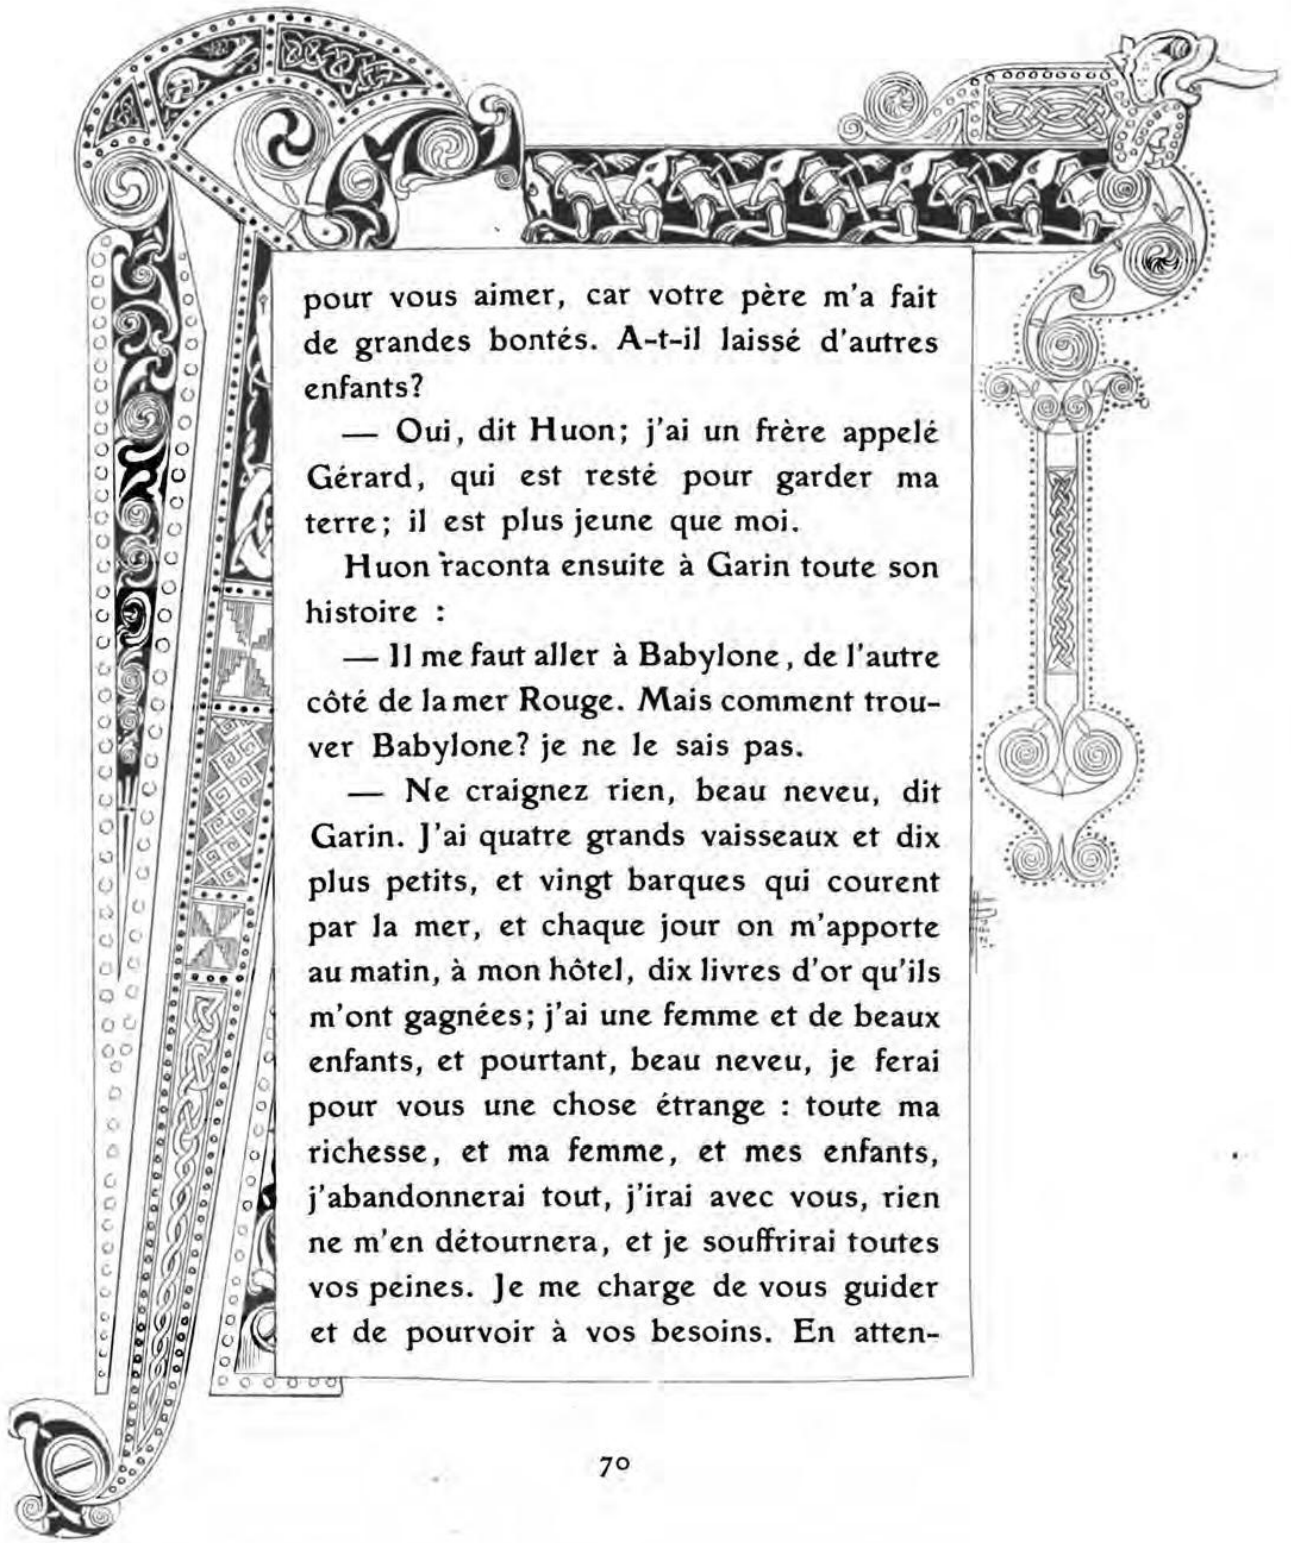 pour vous aimer, car votre père m'a fait
de grandes bontés. A-t-il laissé d'autres
enfants?
— Oui, dit Huon; j'ai un frère appelé
Gérard, qui est resté pour garder ma
terre; il est plus jeune que moi.
Huon raconta ensuite à Garin toute son
histoire :
— Il me faut aller à Babylone, de l'autre
côté de la mer Rouge. Mais comment trou-
ver Babylone? je ne le sais pas.
— Ne craignez rien, beau neveu, dit
Garin. J'ai quatre grands vaisseaux et dix
plus petits, et vingt barques qui courent
par la mer, et chaque jour on m'apporte
au matin, à mon hôtel, dix livres d'or qu'ils
m'ont gagnées; j'ai une femme et de beaux
enfants, et pourtant, beau neveu, je ferai
pour vous une chose étrange : toute ma
richesse, et ma femme, et mes enfants,
j'abandonnerai tout, j'irai avec vous, rien
ne m'en détournera, et je souffrirai toutes
vos peines. Je me charge de vous guider
et de pourvoir à vos besoins. En atten-
70